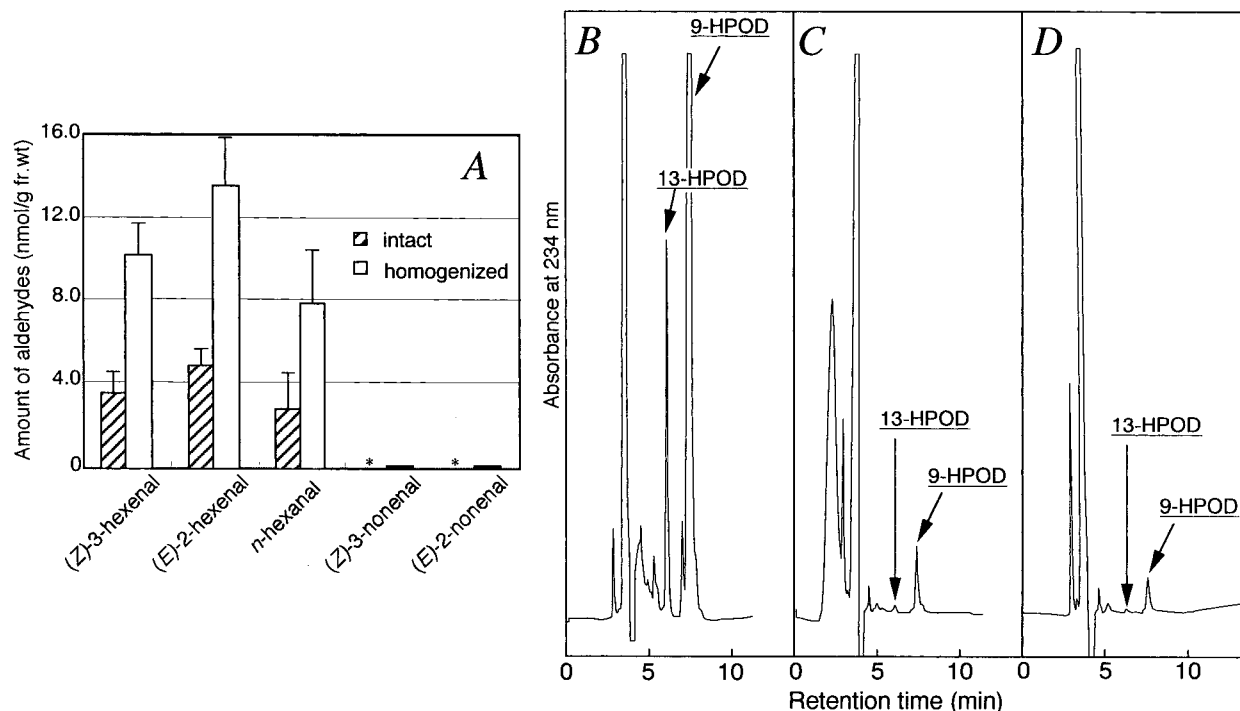 A
Amount of aldehydes (nmol/g fr.wt)
16.0
12.0
8.0
4.0
0
intact
homogenized
* *
(Z)-3-hexenal
(E)-2-hexenal
n-hexanal
(Z)-3-nonenal
(E)-2-nonenal
Absorbance at 234 nm
B
9-HPOD
13-HPOD
0 5 10
C
13-HPOD
9-HPOD
0 5 10
D
13-HPOD
9-HPOD
0 5 10
Retention time (min)